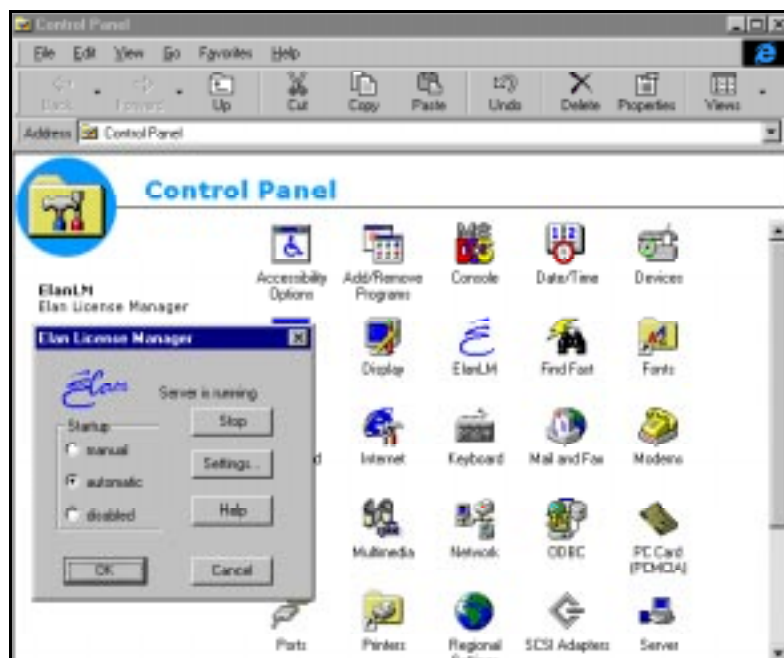 Control Panel
File Edit View Go Favorites Help
Back Forward Up Cut Copy Paste Undo Delete Properties Views
Address Control Panel
Control Panel
ElanLM
Elan License Manager
Accessibility Options
Add/Remove Programs
Console
Date/Time
Devices
Display
ElanLM
Find Fast
Fonts
Internet
Keyboard
Mail and Fax
Modems
Multimedia
Network
ODBC
PC Card (PCMCIA)
Ports
Printers
Regional
SCSI Adapters
Server
Elan License Manager
Elan
Server is running
Startup
manual
automatic
disabled
Stop
Settings...
Help
OK
Cancel